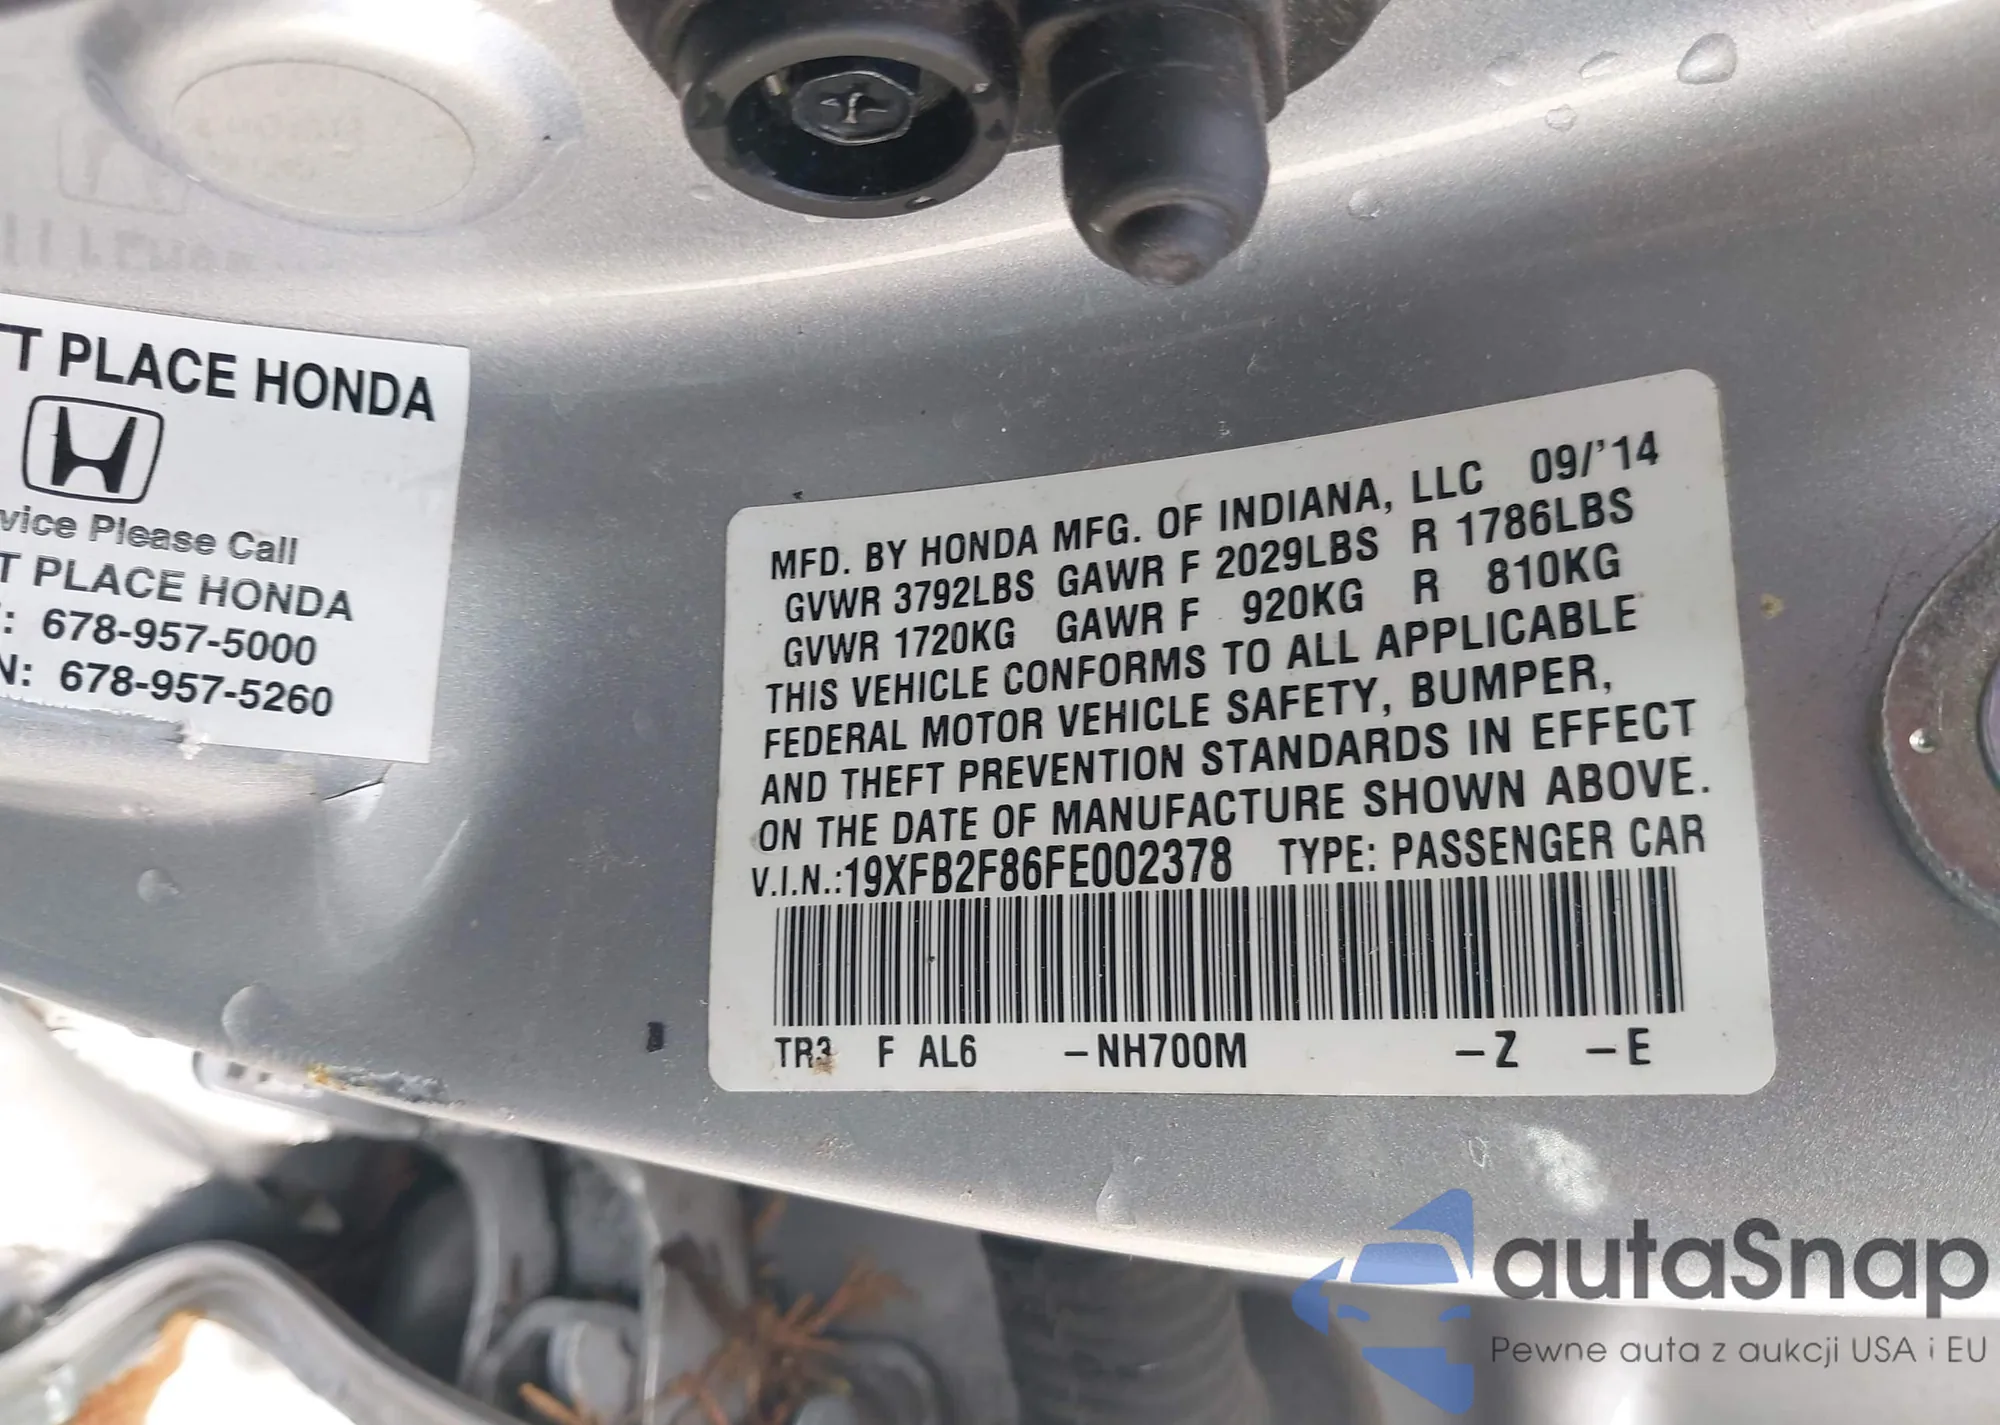 T PLACE HONDA
vice Please Call
T PLACE HONDA
: 678-957-5000
N: 678-957-5260
MFD. BY HONDA MFG. OF INDIANA, LLC 09/'14
GVWR 3792LBS GAWR F 2029LBS R 1786LBS
GVWR 1720KG GAWR F 920KG R 810KG
THIS VEHICLE CONFORMS TO ALL APPLICABLE
FEDERAL MOTOR VEHICLE SAFETY, BUMPER,
AND THEFT PREVENTION STANDARDS IN EFFECT
ON THE DATE OF MANUFACTURE SHOWN ABOVE.
V.I.N.:19XFB2F86FE002378 TYPE: PASSENGER CAR
TR3 F AL6 -NH700M -Z -E
autaSnap
Pewne auta z aukcji USA i EU